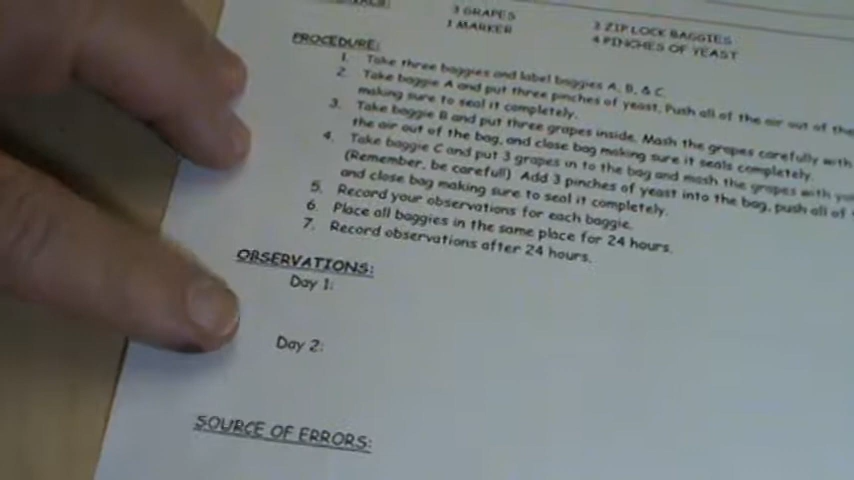 3 GRAPES 3 ZIP LOCK BAGGIES
1 MARKER 4 PINCHES OF YEAST
PROCEDURE:
1. Take three baggies and label baggies A, B, & C.
2. Take baggie A and put three pinches of yeast. Push all of the air out of the
making sure to seal it completely.
3. Take baggie B and put three grapes inside. Mash the grapes carefully with
the air out of the bag, and close bag making sure it seals completely.
4. Take baggie C and put 3 grapes in to the bag and mash the grapes with
(Remember, be carefull) Add 3 pinches of yeast into the bag, push all of
and close bag making sure to seal it completely.
5. Record your observations for each baggie.
6. Place all baggies in the same place for 24 hours.
7. Record observations after 24 hours.
OBSERVATIONS:
Day 1:
Day 2:
SOURCE OF ERRORS: